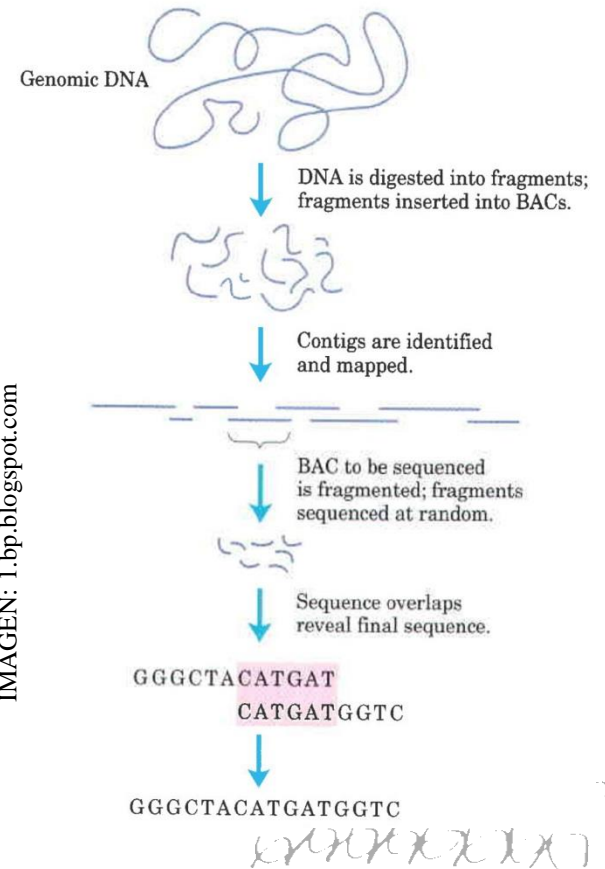 Genomic DNA
DNA is digested into fragments;
fragments inserted into BACs.
Contigs are identified
and mapped.
BAC to be sequenced
is fragmented; fragments
sequenced at random.
Sequence overlaps
reveal final sequence.
GGGCTACATGAT
CATGATGGTC
GGGCTACATGATGGTC
IMAGEN: 1.bp.blogspot.com